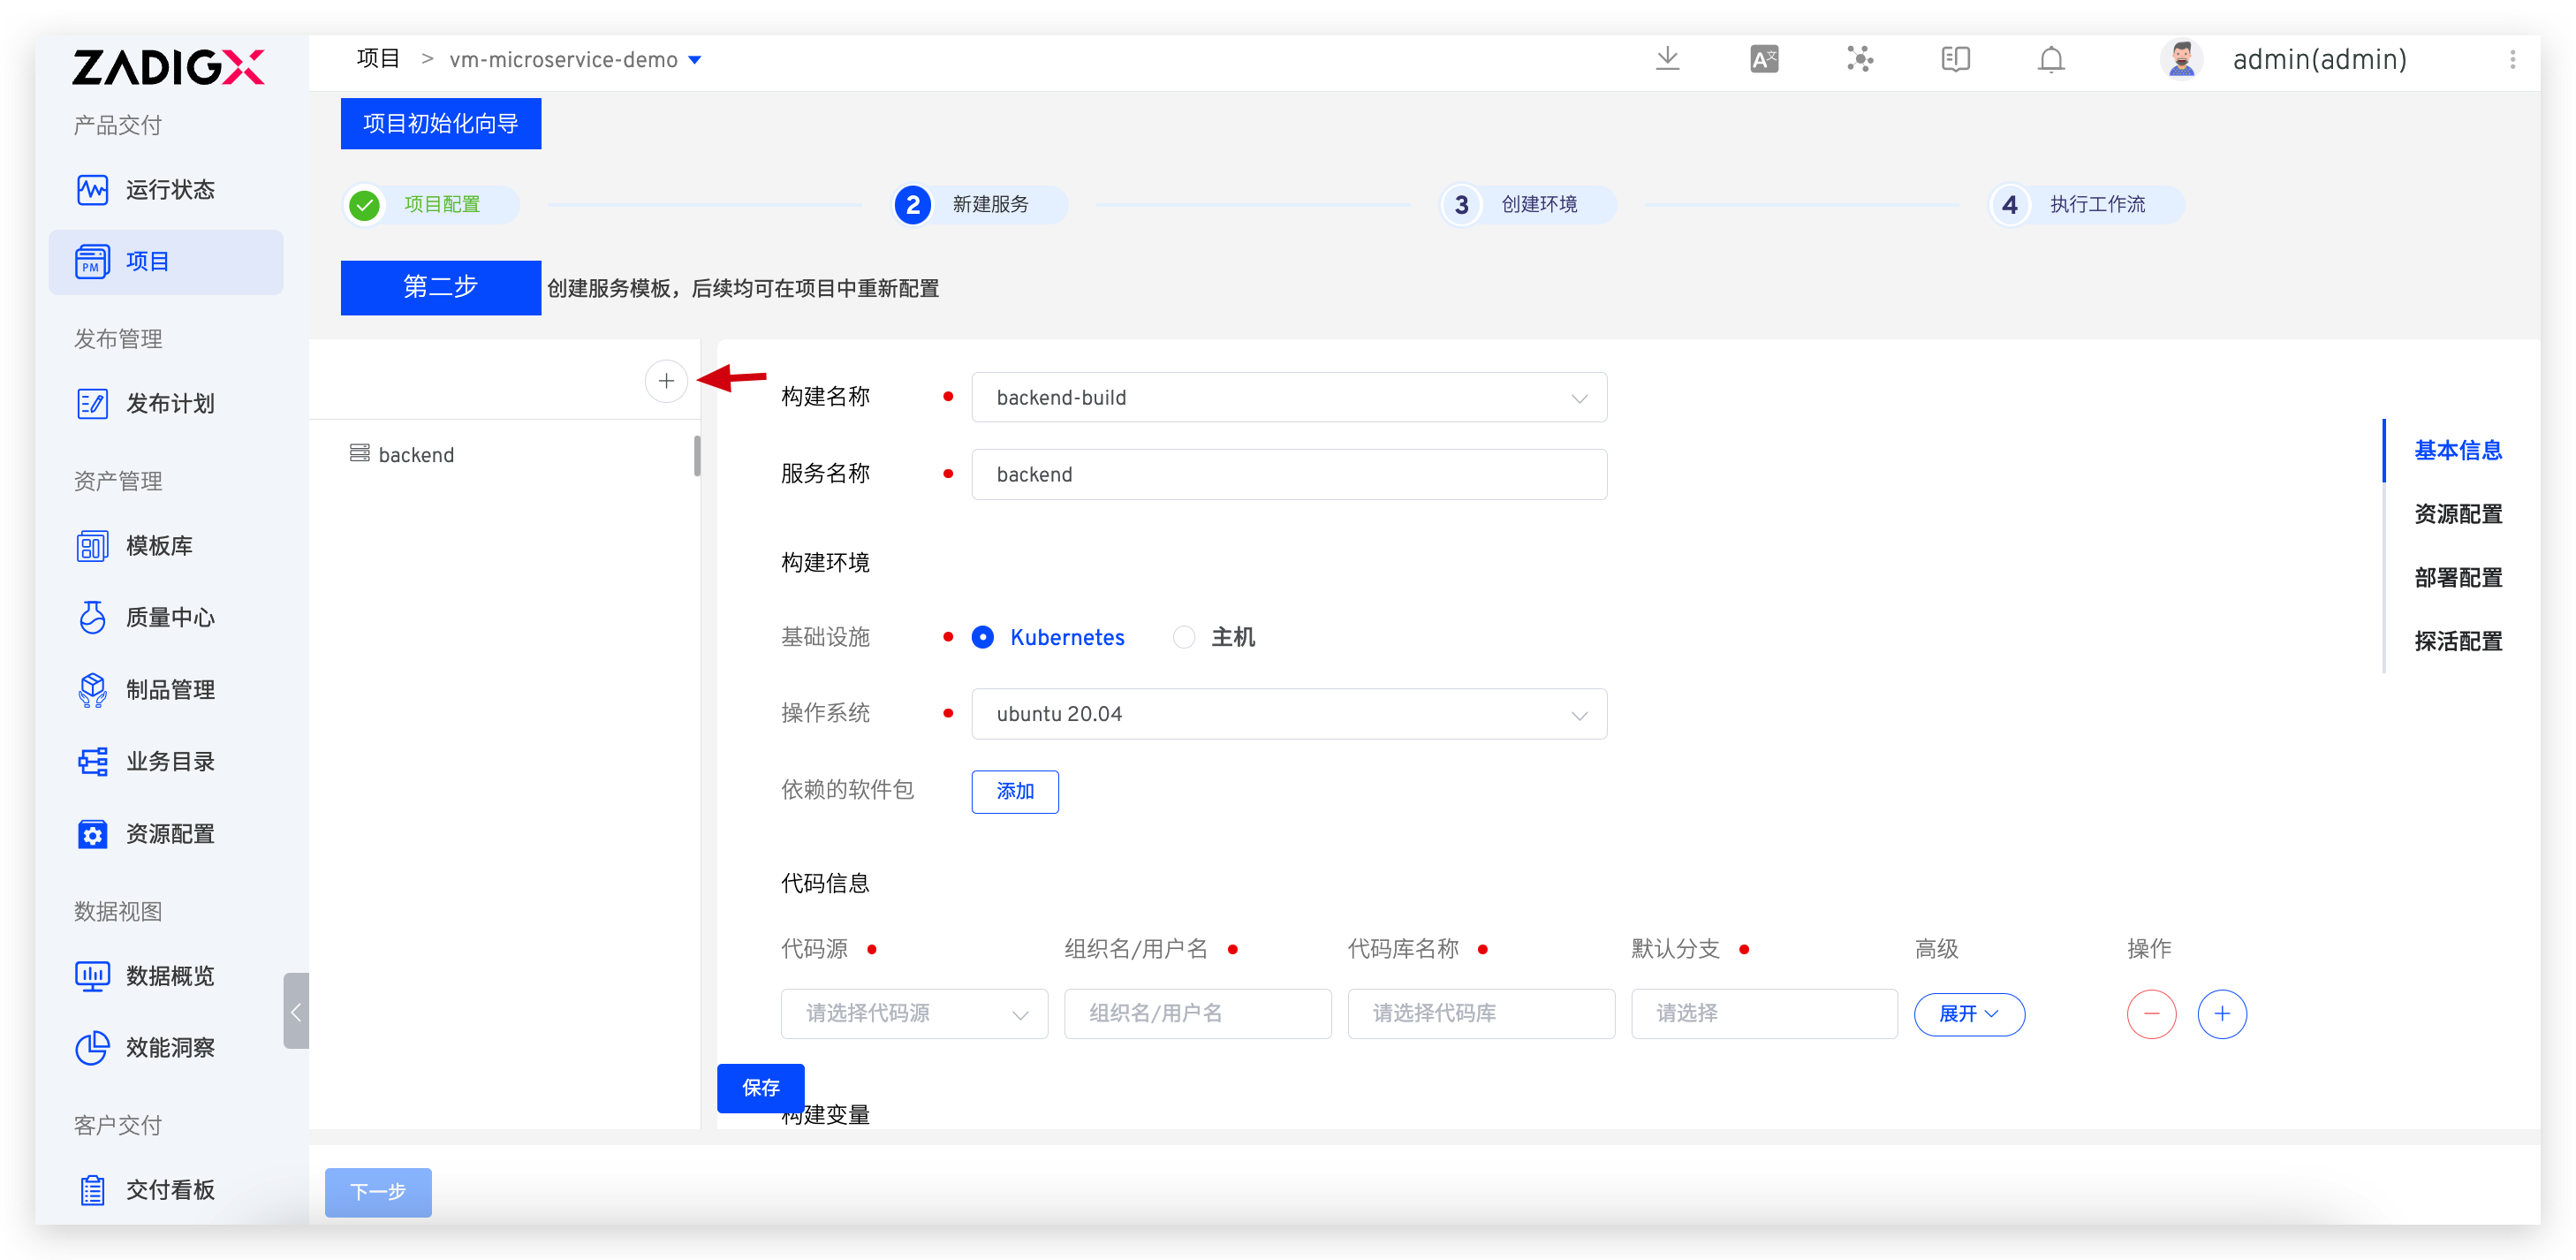 ZADIGX
项目 > vm-microservice-demo
admin(admin)
产品交付
运行状态
项目
发布管理
发布计划
资产管理
模板库
质量中心
制品管理
业务目录
资源配置
数据视图
数据概览
效能洞察
客户交付
交付看板
项目初始化向导
项目配置
2 新建服务
3 创建环境
4 执行工作流
第二步 创建服务模板，后续均可在项目中重新配置
backend
构建名称 backend-build
服务名称 backend
构建环境
基础设施 Kubernetes 主机
操作系统 ubuntu 20.04
依赖的软件包 添加
代码信息
代码源 组织名/用户名 代码库名称 默认分支 高级 操作
请选择代码源 组织名/用户名 请选择代码库 请选择 展开
保存
构建变量
基本信息
资源配置
部署配置
探活配置
下一步